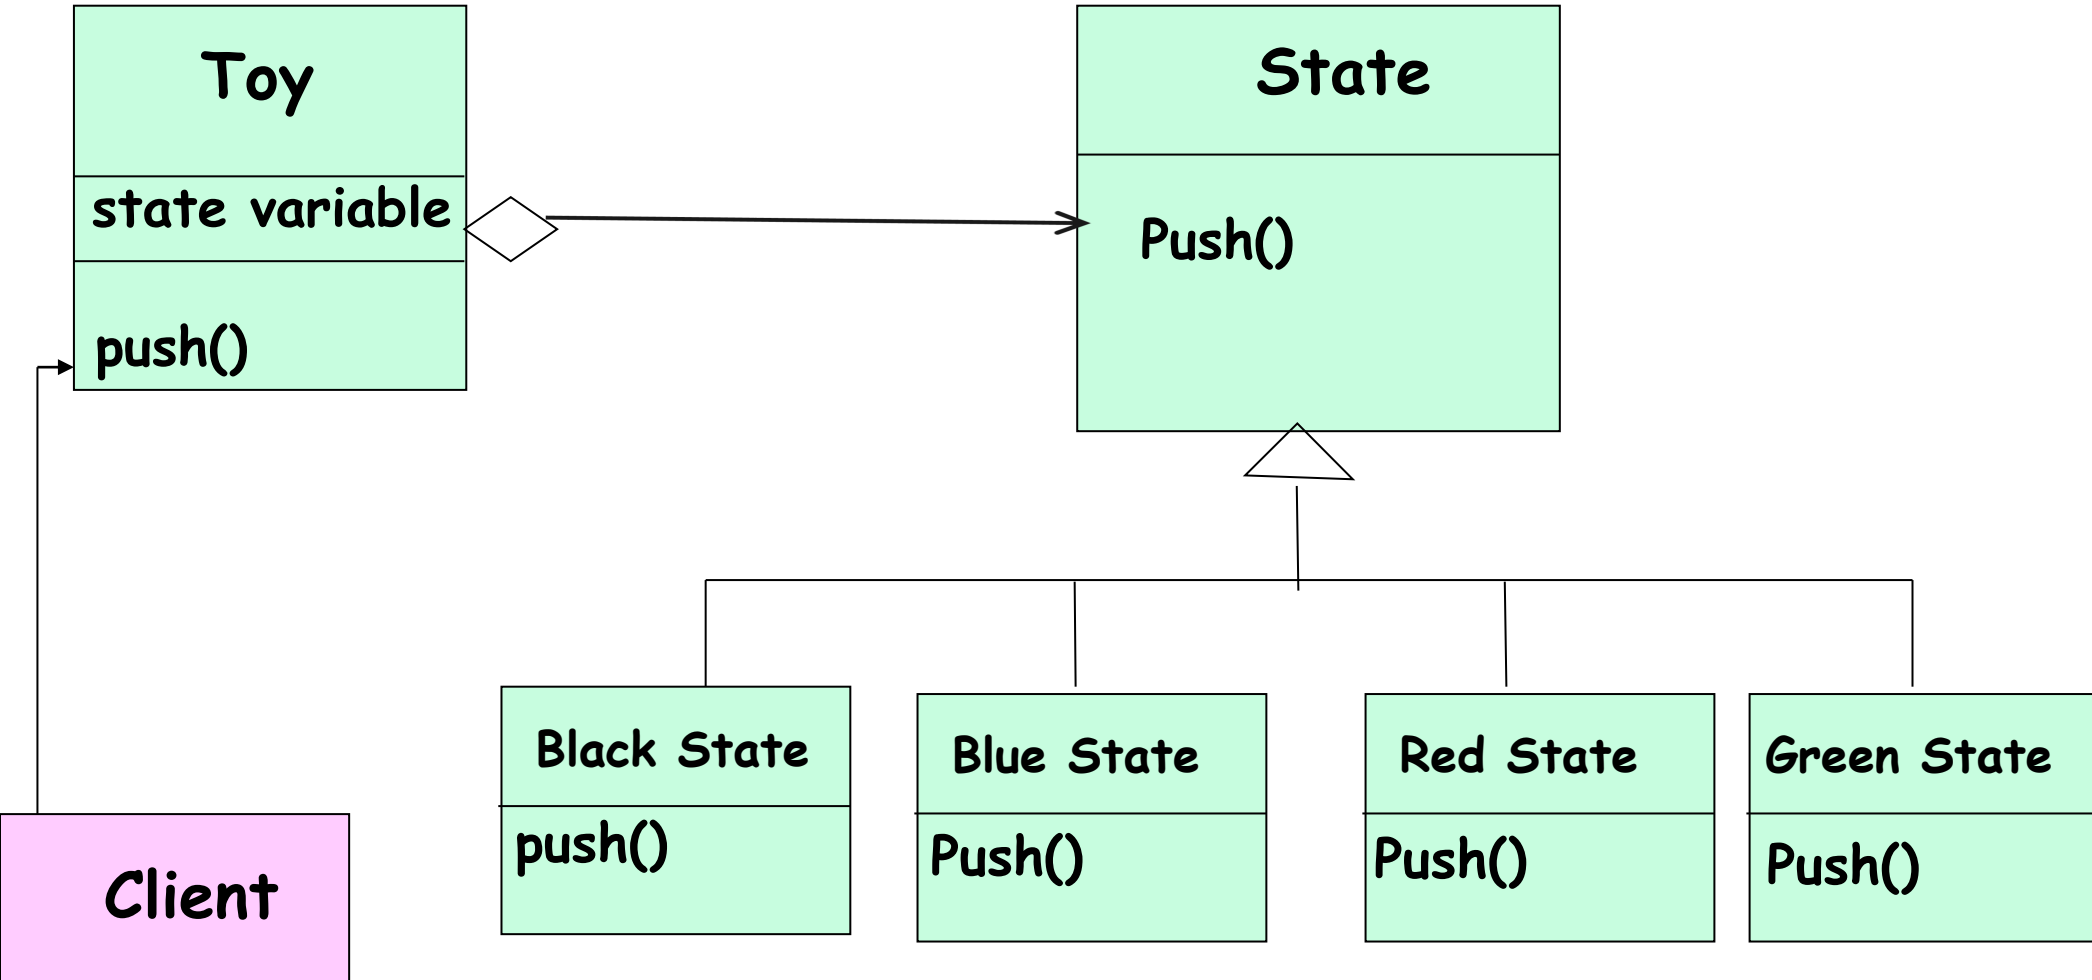 Toy
state variable
push()
State
Push()
Black State
push()
Blue State
Push()
Red State
Push()
Green State
Push()
Client